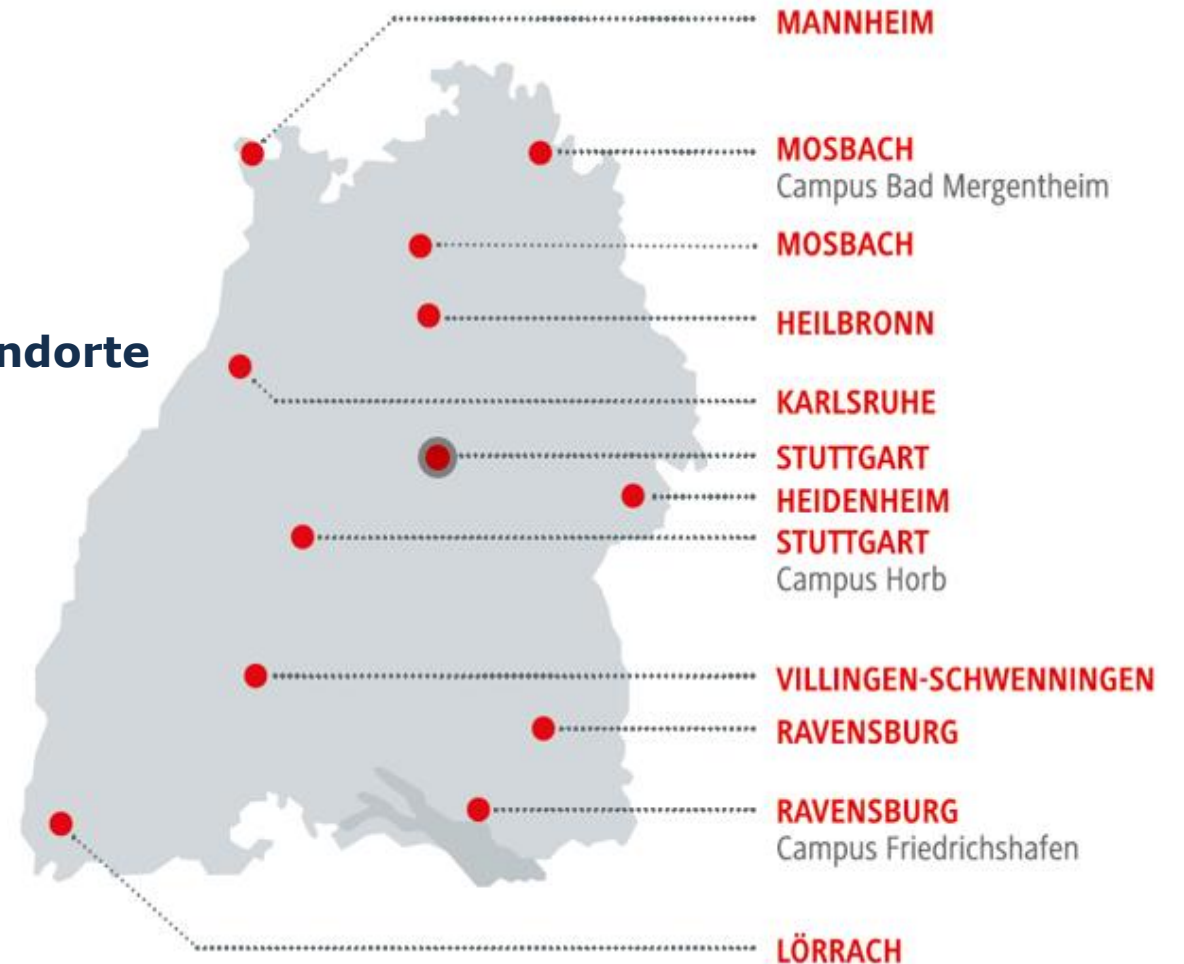 MANNHEIM
MOSBACH
Campus Bad Mergentheim
MOSBACH
HEILBRONN
ndorte
KARLSRUHE
STUTTGART
HEIDENHEIM
STUTTGART
Campus Horb
VILLINGEN-SCHWENNINGEN
RAVENSBURG
RAVENSBURG
Campus Friedrichshafen
LÖRRACH